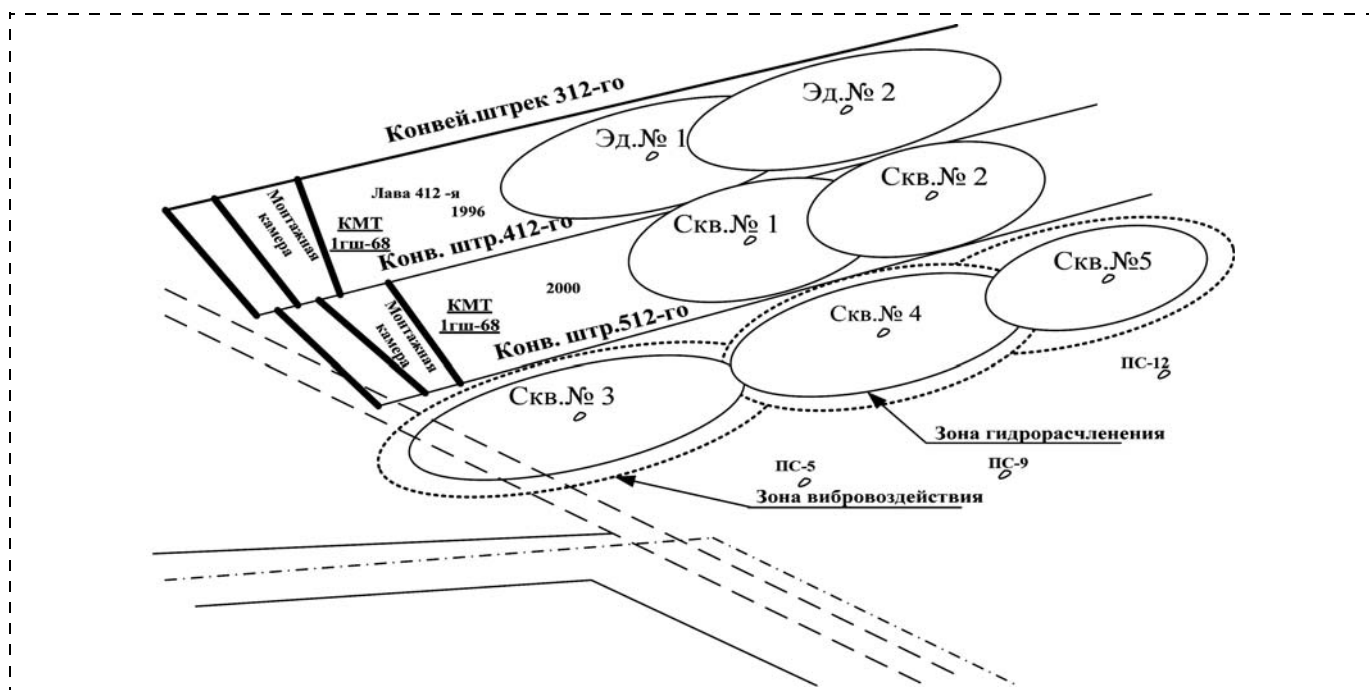 Конвей.штрек 312-го
Эд.№ 2
Эд.№ 1
Монтажная
камера
КМТ
1гш-68
Лава 412 -я
1996
Скв.№ 2
Скв.№ 1
Конв. штр.412-го
Монтажная
камера
КМТ
1гш-68
2000
Скв.№5
Скв.№ 4
Конв. штр.512-го
ПС-12
Скв.№ 3
Зона гидрорасчленения
ПС-5
ПС-9
Зона вибровоздействия